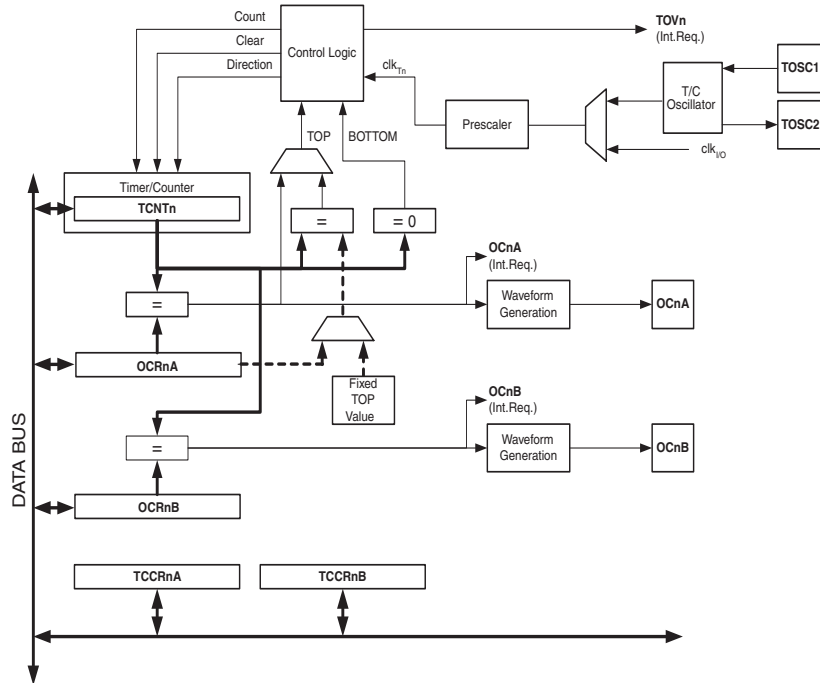 Count
Clear
Direction
Control Logic
TOVn
(Int.Req.)
clkTn
TOSC1
T/C
Oscillator
TOSC2
Prescaler
clkI/O
TOP
BOTTOM
Timer/Counter
TCNTn
=
= 0
OCnA
(Int.Req.)
=
Waveform
Generation
OCnA
OCRnA
Fixed
TOP
Value
OCnB
(Int.Req.)
=
Waveform
Generation
OCnB
OCRnB
DATA BUS
TCCRnA
TCCRnB